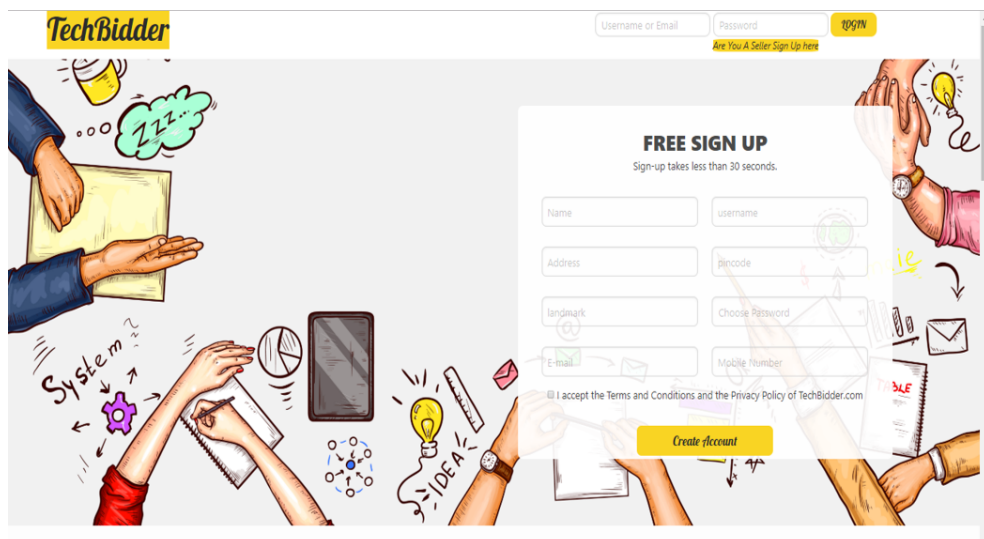 TechBidder
Username or Email Password LOGIN
Are You A Seller Sign Up here
ZZZ...
FREE SIGN UP
Sign-up takes less than 30 seconds.
Name username
Address pincode
landmark Choose Password
E-mail Mobile Number
I accept the Terms and Conditions and the Privacy Policy of TechBidder.com
Create Account
System
IDEA